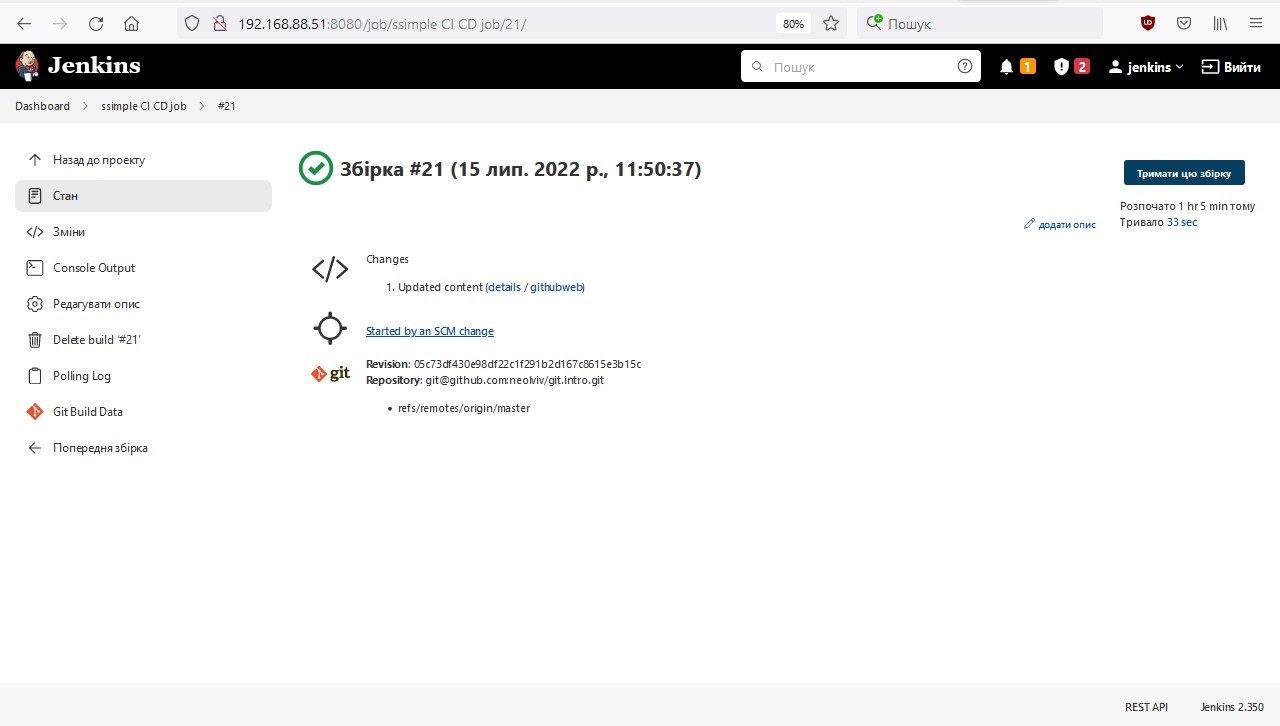 192.168.88.51:8080/job/ssimple CI CD job/21/
80%
Пошук
Jenkins
Пошук
1
2
jenkins
Вийти
Dashboard
ssimple CI CD job
#21
Назад до проекту
Стан
Зміни
Console Output
Редагувати опис
Delete build ‘#21’
Polling Log
Git Build Data
Попередня збірка
Збірка #21 (15 лип. 2022 р., 11:50:37)
Тримати цю збірку
Розпочато 1 hr 5 min тому
Тривало 33 sec
додати опис
Changes
1. Updated content (details / githubweb)
Started by an SCM change
git
Revision: 05c73df430e98df22c1f291b2d167c8615e3b15c
Repository: git@github.com:neolviv/git.intro.git
• refs/remotes/origin/master
REST API
Jenkins 2.350